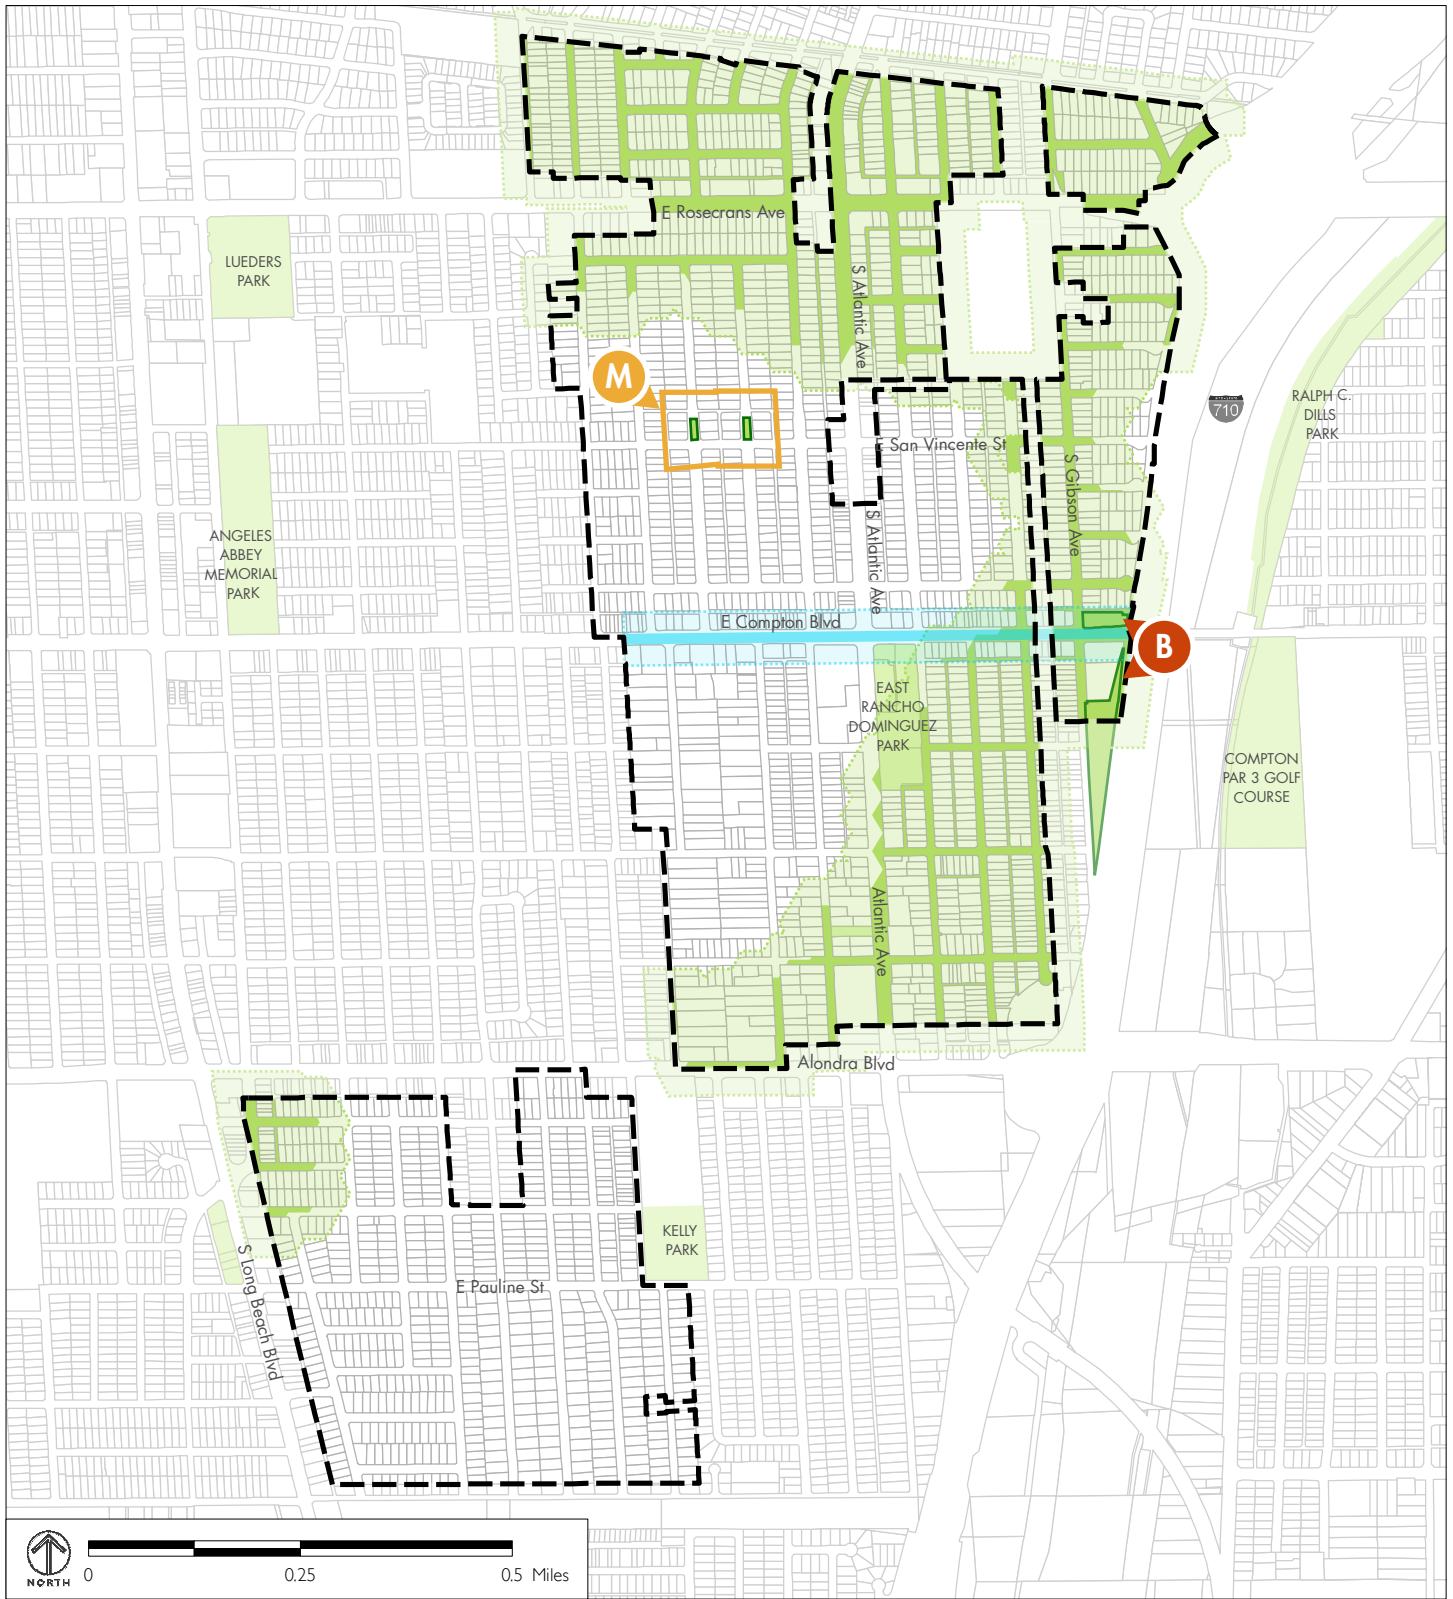 E Rosecrans Ave
LUEDERS
PARK
S Atlantic Ave
M
710
RALPH C.
DILLS
PARK
E San Vincente St
S Gibson Ave
ANGELES
ABBEY
MEMORIAL
PARK
S Atlantic Ave
E Compton Blvd
B
EAST
RANCHO
DOMINGUEZ
PARK
COMPTON
PAR 3 GOLF
COURSE
Atlantic Ave
Alondra Blvd
KELLY
PARK
S Long Beach Blvd
E Pauline St
NORTH
0 0.25 0.5 Miles